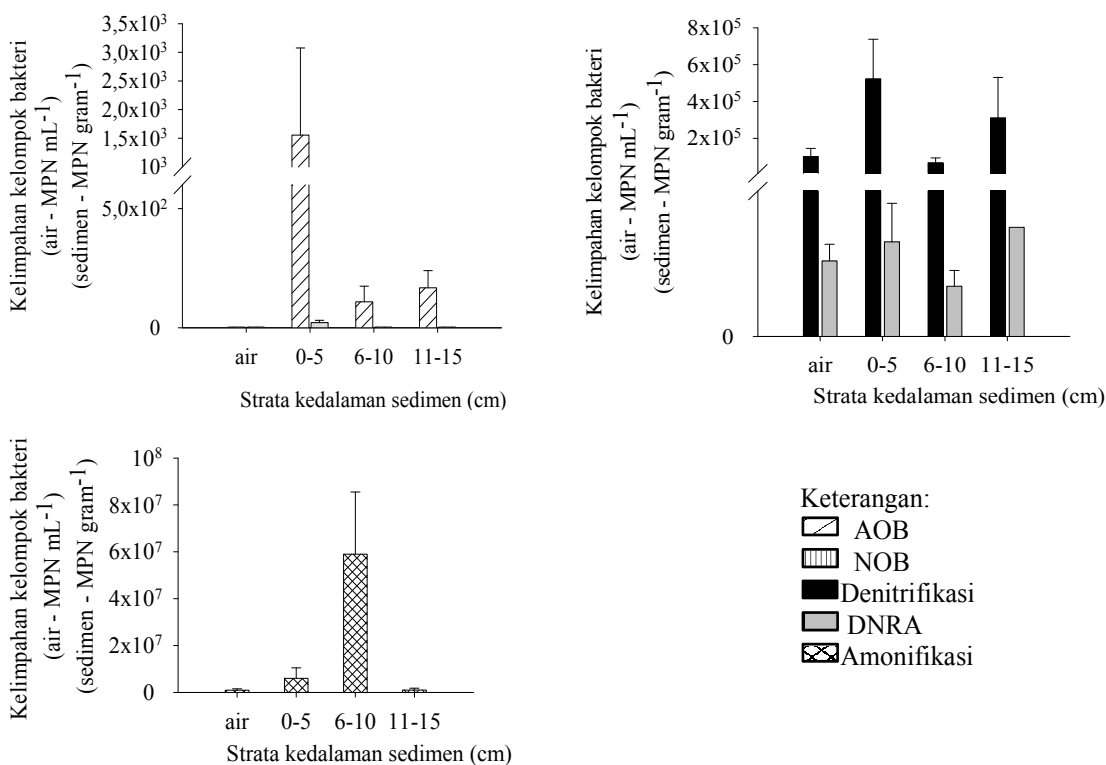 Kelimpahan kelompok bakteri
(air - MPN mL⁻¹)
(sedimen - MPN gram⁻¹)
3,5x10³
3,0x10³
2,5x10³
2,0x10³
1,5x10³
10³
5,0x10²
0
air 0-5 6-10 11-15
Strata kedalaman sedimen (cm)
Kelimpahan kelompok bakteri
(air - MPN mL⁻¹)
(sedimen - MPN gram⁻¹)
8x10⁵
6x10⁵
4x10⁵
2x10⁵
0
air 0-5 6-10 11-15
Strata kedalaman sedimen (cm)
Kelimpahan kelompok bakteri
(air - MPN mL⁻¹)
(sedimen - MPN gram⁻¹)
10⁸
8x10⁷
6x10⁷
4x10⁷
2x10⁷
0
air 0-5 6-10 11-15
Strata kedalaman sedimen (cm)
Keterangan:
AOB
NOB
Denitrifikasi
DNRA
Amonifikasi